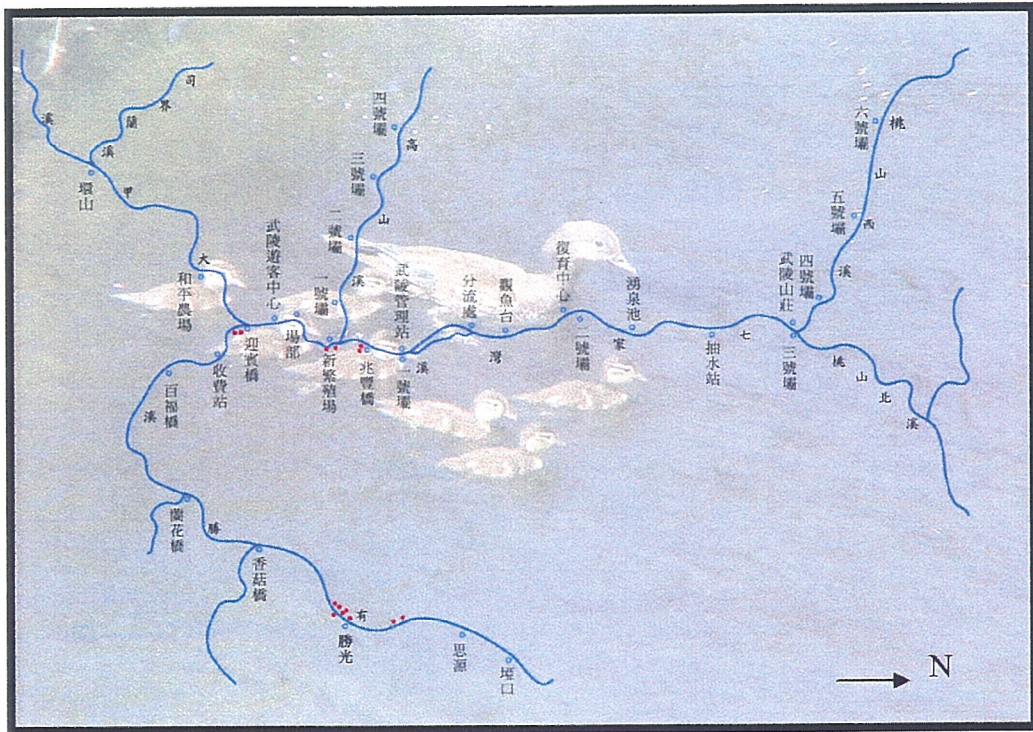 司界蘭溪
大甲溪
環山
和平農場
武陵遊客中心
場部
迎賓橋
收費站
百福橋
高山溪
四號壩
三號壩
二號壩
一號壩
新繁殖場
兆豐橋
武陵管理站
一號壩
七家灣溪
分流處
觀魚台
復育中心
二號壩
湧泉池
抽水站
武陵山莊
三號壩
四號壩
五號壩
六號壩
桃山西溪
桃山北溪
有勝溪
蘭花橋
香菇橋
勝光
思源
埡口
N